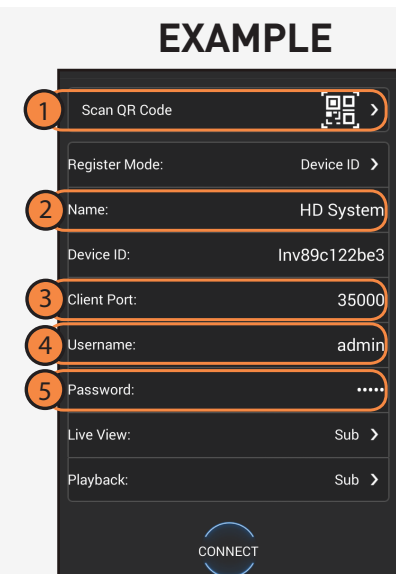 EXAMPLE
1 Scan QR Code
Register Mode: Device ID
2 Name: HD System
Device ID: Inv89c122be3
3 Client Port: 35000
4 Username: admin
5 Password: •••••
Live View: Sub
Playback: Sub
CONNECT